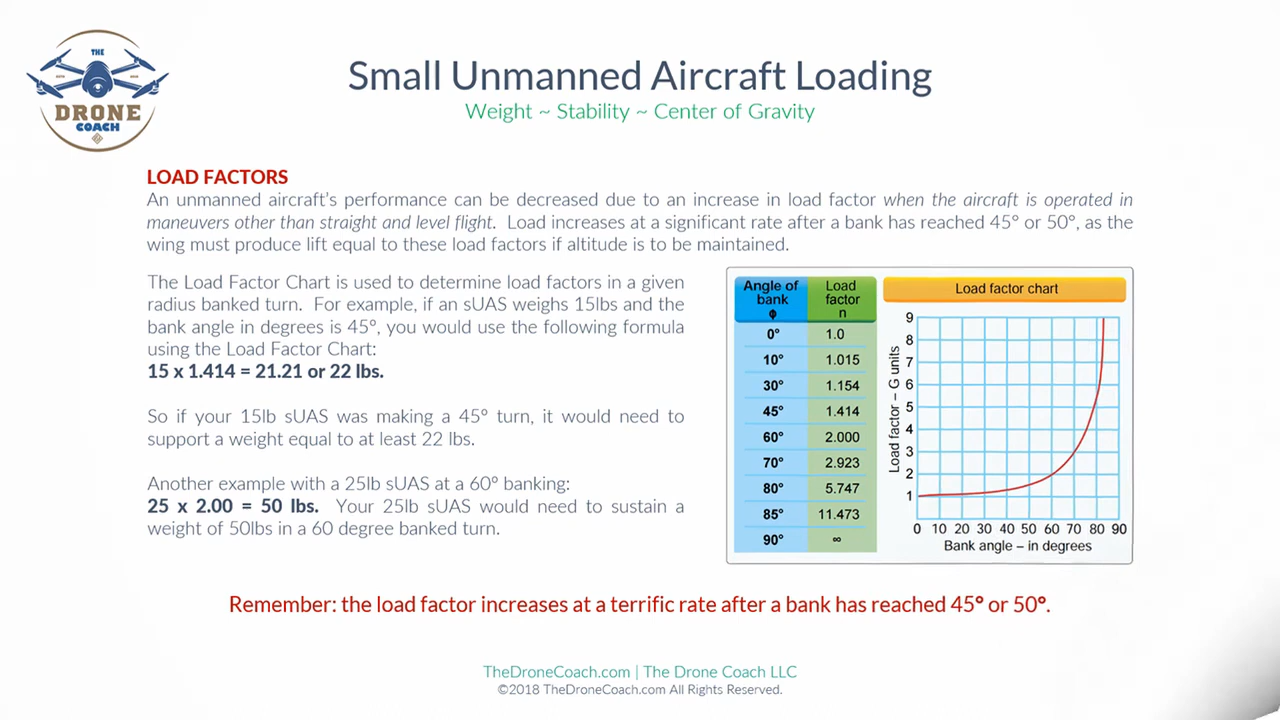 THE
DRONE
COACH
Small Unmanned Aircraft Loading
Weight ~ Stability ~ Center of Gravity
LOAD FACTORS
An unmanned aircraft's performance can be decreased due to an increase in load factor when the aircraft is operated in
maneuvers other than straight and level flight. Load increases at a significant rate after a bank has reached 45° or 50°, as the
wing must produce lift equal to these load factors if altitude is to be maintained.
The Load Factor Chart is used to determine load factors in a given
radius banked turn. For example, if an sUAS weighs 15lbs and the
bank angle in degrees is 45°, you would use the following formula
using the Load Factor Chart:
15 x 1.414 = 21.21 or 22 lbs.
So if your 15lb sUAS was making a 45° turn, it would need to
support a weight equal to at least 22 lbs.
Another example with a 25lb sUAS at a 60° banking:
25 x 2.00 = 50 lbs. Your 25lb sUAS would need to sustain a
weight of 50lbs in a 60 degree banked turn.
Angle of
bank
φ
Load
factor
n
0° 1.0
10° 1.015
30° 1.154
45° 1.414
60° 2.000
70° 2.923
80° 5.747
85° 11.473
90° ∞
Load factor chart
Load factor – G units
9
8
7
6
5
4
3
2
1
0 10 20 30 40 50 60 70 80 90
Bank angle – in degrees
Remember: the load factor increases at a terrific rate after a bank has reached 45° or 50°.
TheDroneCoach.com | The Drone Coach LLC
©2018 TheDroneCoach.com All Rights Reserved.